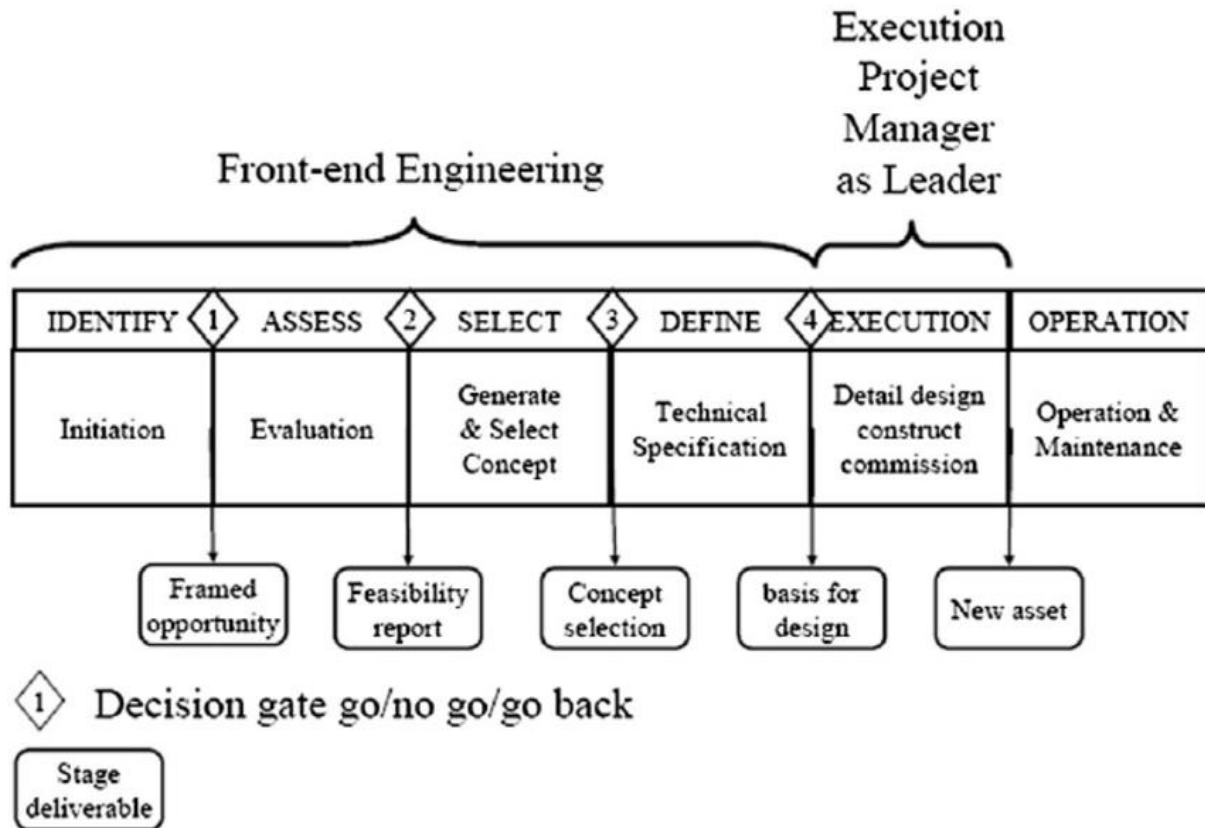 Execution
Project
Manager
as Leader
Front-end Engineering
IDENTIFY 1 ASSESS 2 SELECT 3 DEFINE 4 EXECUTION OPERATION
Initiation
Evaluation
Generate
& Select
Concept
Technical
Specification
Detail design
construct
commission
Operation &
Maintenance
Framed
opportunity
Feasibility
report
Concept
selection
basis for
design
New asset
1 Decision gate go/no go/go back
Stage
deliverable